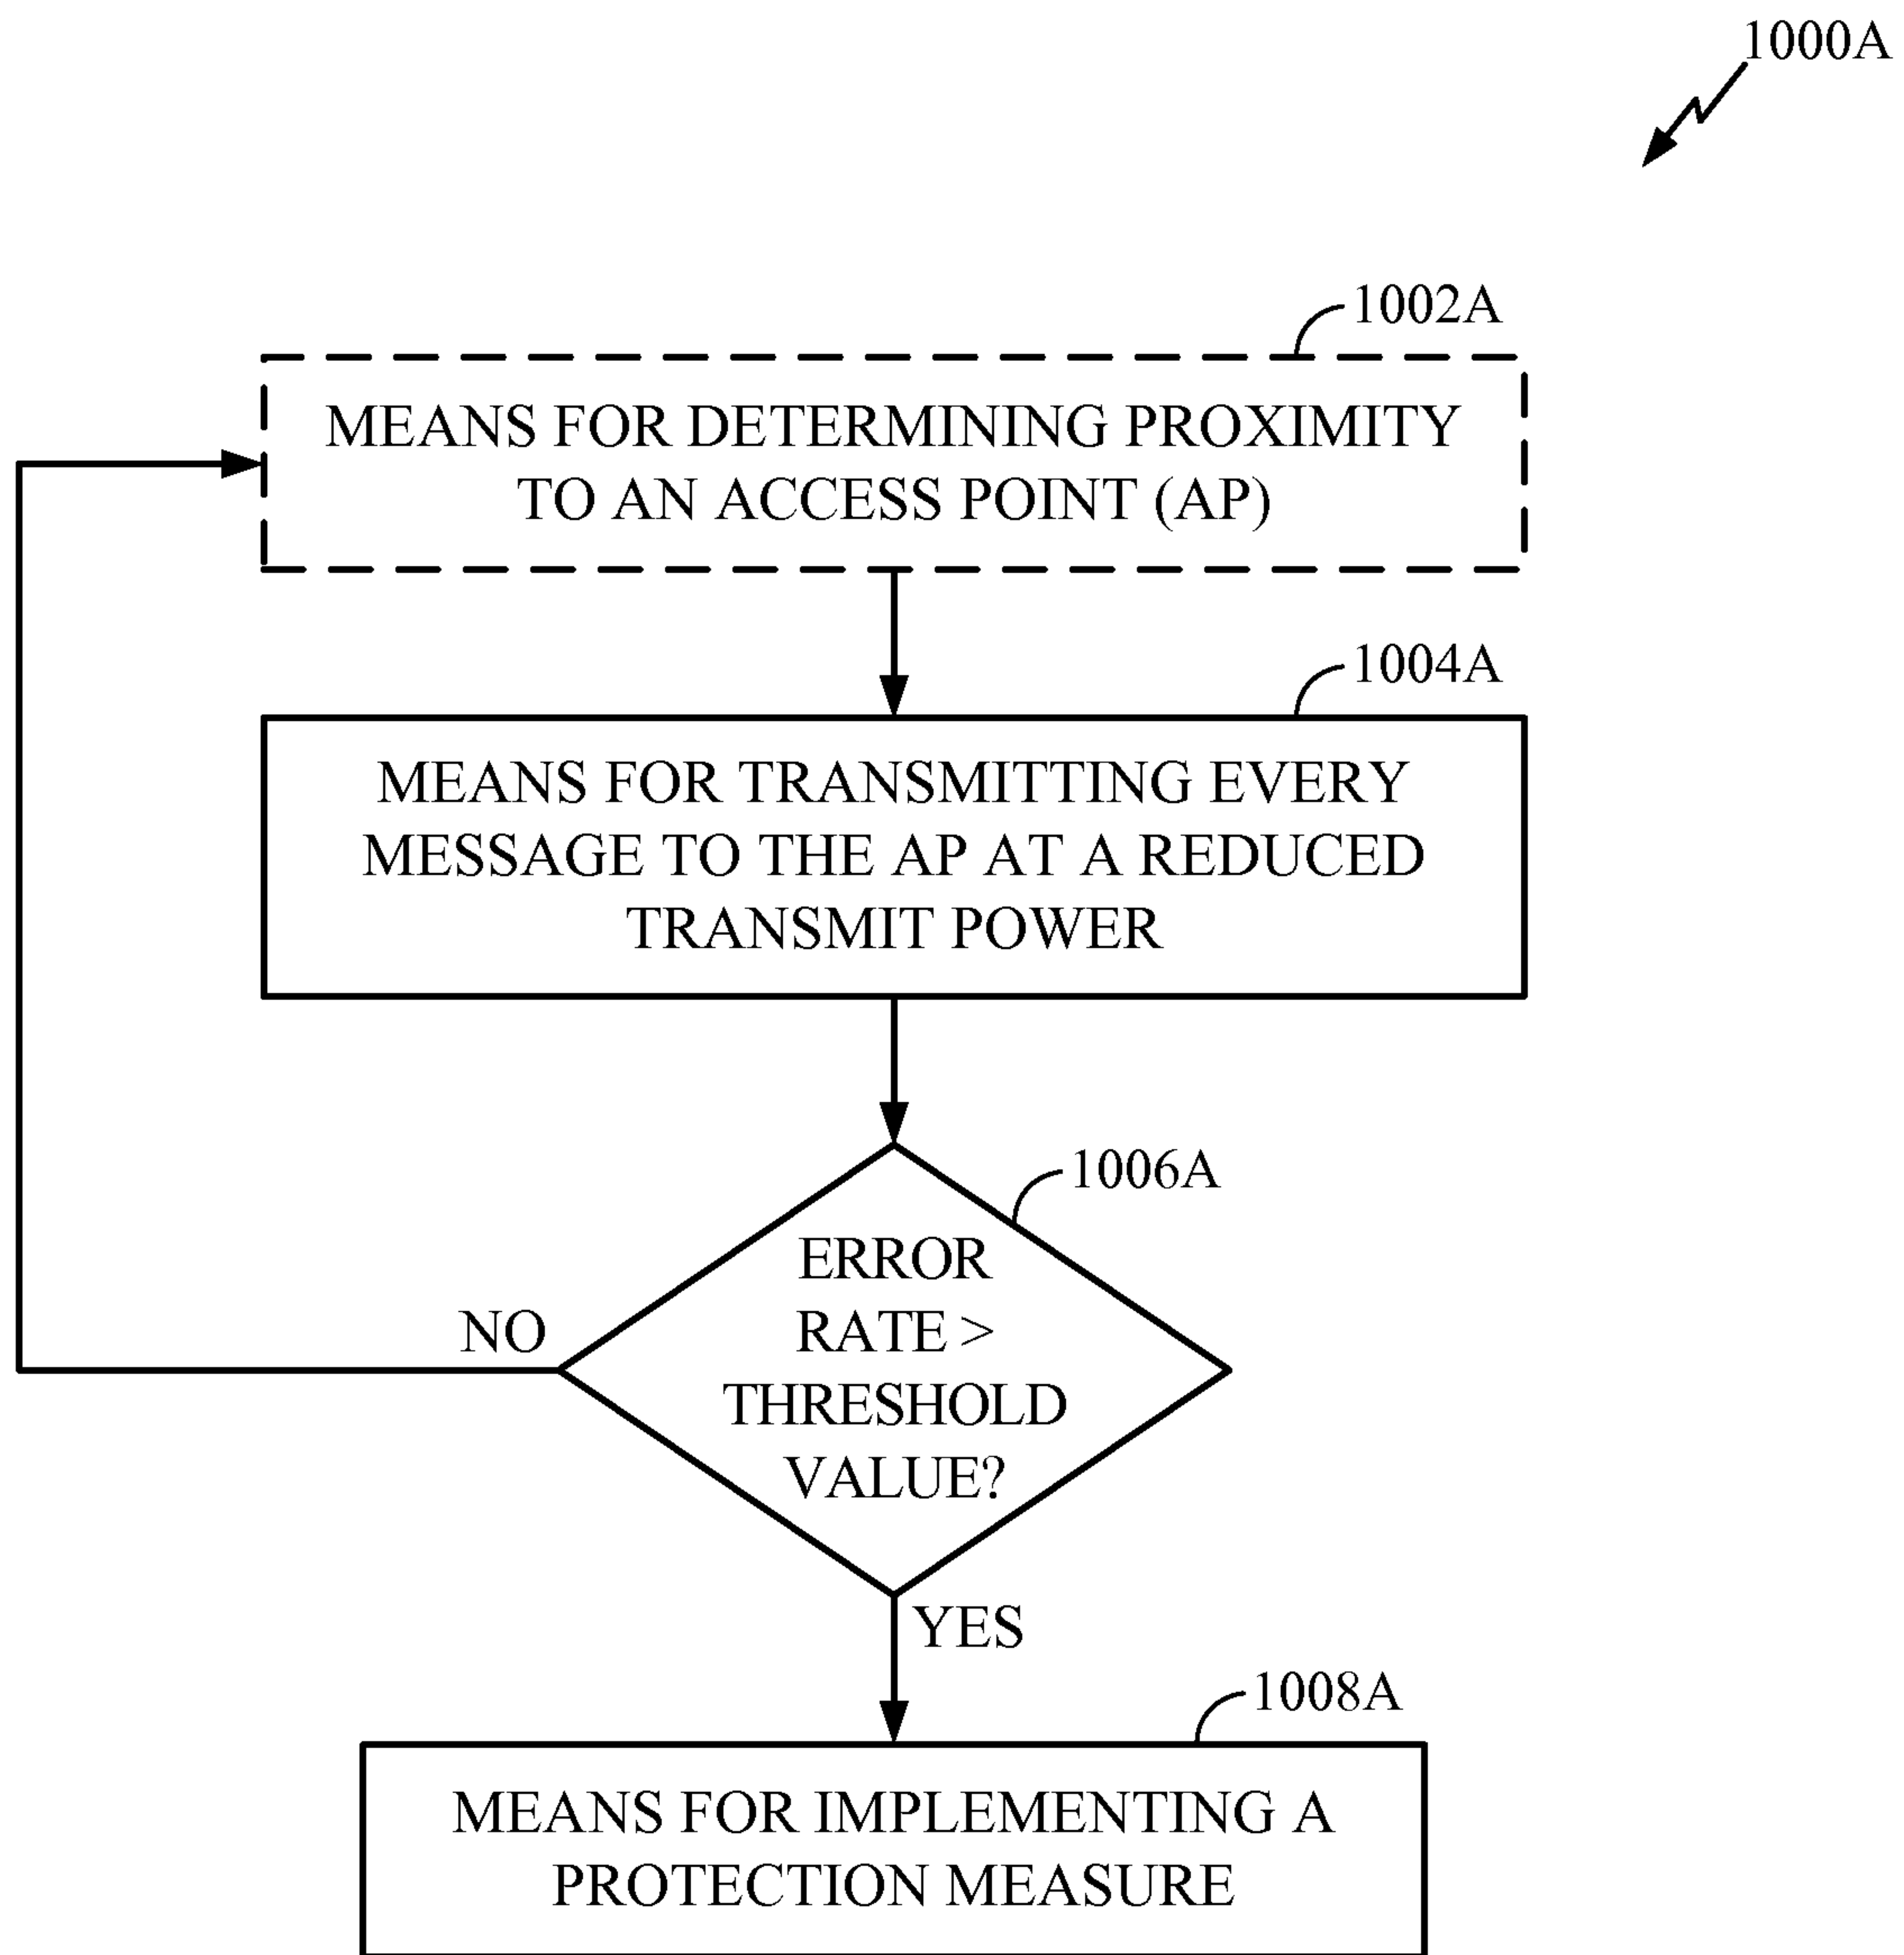 1000A
1002A
MEANS FOR DETERMINING PROXIMITY
TO AN ACCESS POINT (AP)
1004A
MEANS FOR TRANSMITTING EVERY
MESSAGE TO THE AP AT A REDUCED
TRANSMIT POWER
1006A
ERROR
RATE >
THRESHOLD
VALUE?
NO
YES
1008A
MEANS FOR IMPLEMENTING A
PROTECTION MEASURE